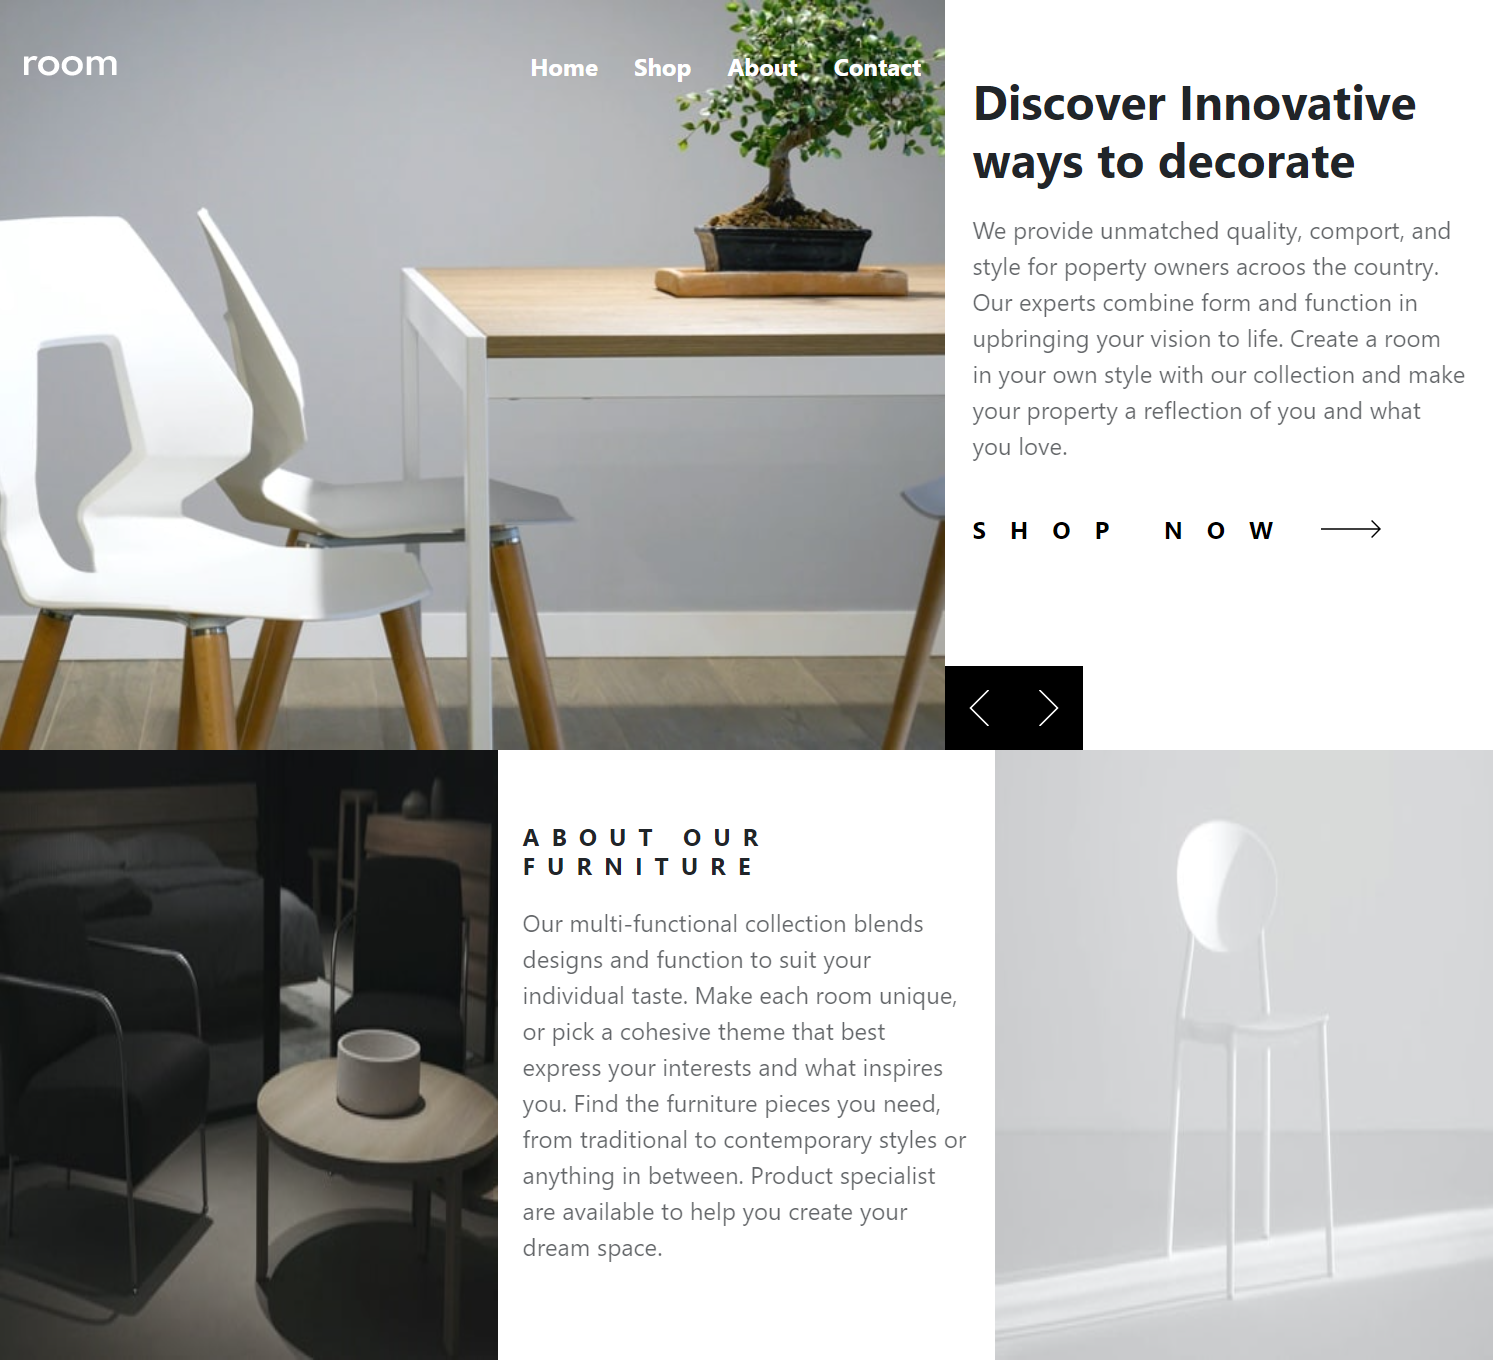 room
Home Shop About Contact
Discover Innovative
ways to decorate
We provide unmatched quality, comport, and
style for poperty owners acroos the country.
Our experts combine form and function in
upbringing your vision to life. Create a room
in your own style with our collection and make
your property a reflection of you and what
you love.
SHOP NOW
ABOUT OUR
FURNITURE
Our multi-functional collection blends
designs and function to suit your
individual taste. Make each room unique,
or pick a cohesive theme that best
express your interests and what inspires
you. Find the furniture pieces you need,
from traditional to contemporary styles or
anything in between. Product specialist
are available to help you create your
dream space.